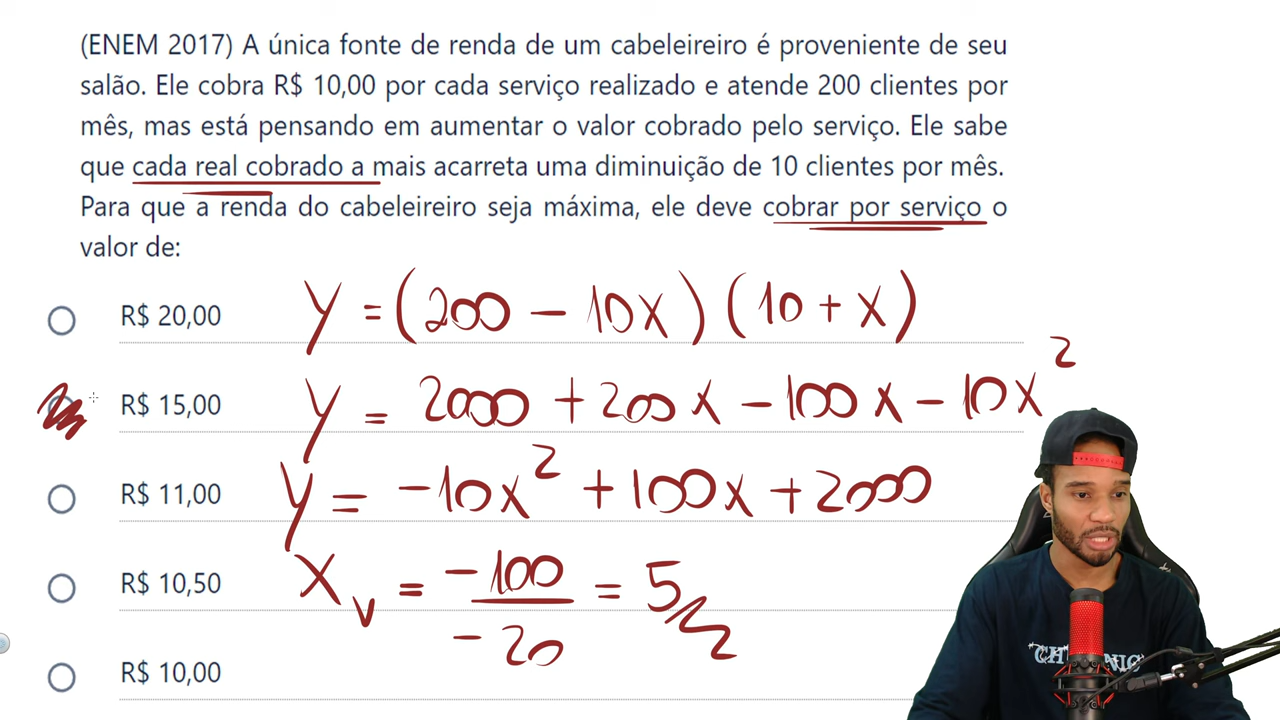 (ENEM 2017) A única fonte de renda de um cabeleireiro é proveniente de seu
salão. Ele cobra R$ 10,00 por cada serviço realizado e atende 200 clientes por
mês, mas está pensando em aumentar o valor cobrado pelo serviço. Ele sabe
que cada real cobrado a mais acarreta uma diminuição de 10 clientes por mês.
Para que a renda do cabeleireiro seja máxima, ele deve cobrar por serviço o
valor de:
R$ 20,00
y = (200 - 10x) (10 + x)
R$ 15,00
y = 2000 + 200x - 100x - 10x²
R$ 11,00
y = -10x² + 100x + 2000
R$ 10,50
Xv = -100/-20 = 5
R$ 10,00